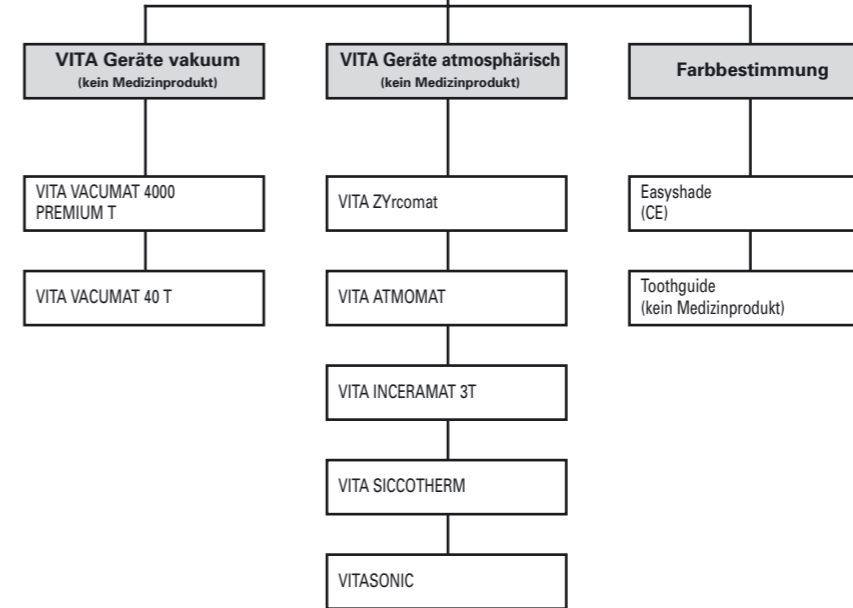 VITA Geräte vakuum
(kein Medizinprodukt)
VITA VACUMAT 4000
PREMIUM T
VITA VACUMAT 40 T
VITA Geräte atmosphärisch
(kein Medizinprodukt)
VITA ZYrcomat
VITA ATMOMAT
VITA INCERAMAT 3T
VITA SICCOTHERM
VITASONIC
Farbbestimmung
Easyshade
(CE)
Toothguide
(kein Medizinprodukt)